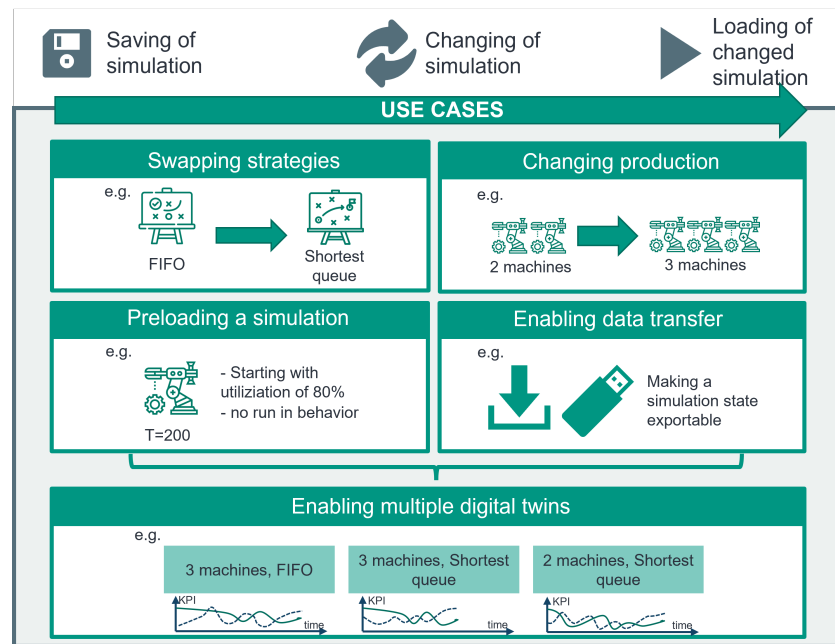 Saving of
simulation
Changing of
simulation
Loading of
changed
simulation
USE CASES
Swapping strategies
e.g.
FIFO
Shortest
queue
Changing production
e.g.
2 machines
3 machines
Preloading a simulation
e.g.
- Starting with
utiliziation of 80%
- no run in behavior
T=200
Enabling data transfer
e.g.
Making a
simulation state
exportable
Enabling multiple digital twins
e.g.
3 machines, FIFO
3 machines, Shortest
queue
2 machines, Shortest
queue
KPI
time
KPI
time
KPI
time